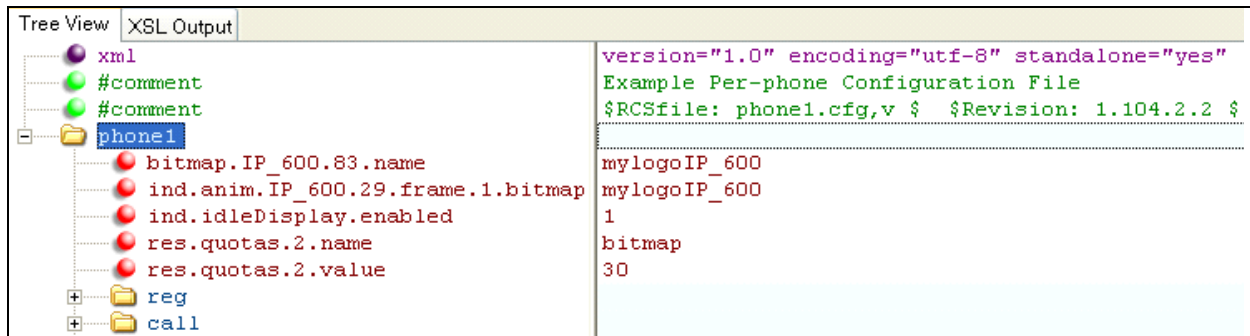 Tree View XSL Output
xml version="1.0" encoding="utf-8" standalone="yes"
#comment Example Per-phone Configuration File
#comment $RCSfile: phone1.cfg,v $ $Revision: 1.104.2.2 $
phone1
bitmap.IP_600.83.name mylogoIP_600
ind.anim.IP_600.29.frame.1.bitmap mylogoIP_600
ind.idleDisplay.enabled 1
res.quotas.2.name bitmap
res.quotas.2.value 30
reg
call